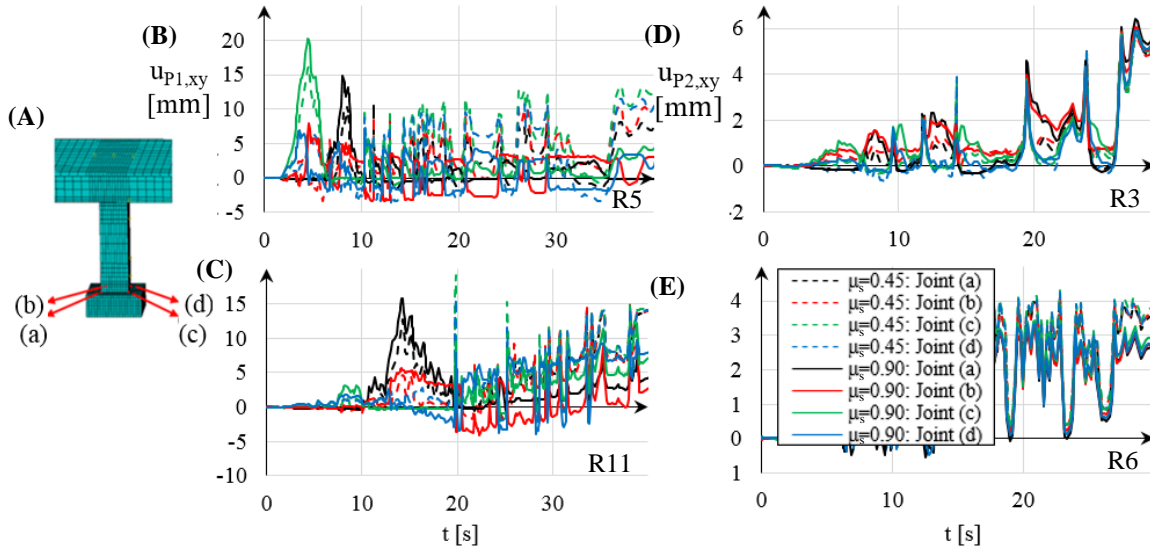 (A)
(b)
(a)
(d)
(c)
(B)
u_P1,xy
[mm]
20
15
10
5
0
-5
0
10
20
30
R5
(C)
15
10
5
0
-5
-10
0
10
20
30
R11
t [s]
(D)
u_P2,xy
[mm]
6
4
2
0
-2
0
10
20
R3
(E)
4
3
2
1
0
1
0
10
20
R6
t [s]
μs=0.45: Joint (a)
μs=0.45: Joint (b)
μs=0.45: Joint (c)
μs=0.45: Joint (d)
μs=0.90: Joint (a)
μs=0.90: Joint (b)
μs=0.90: Joint (c)
μs=0.90: Joint (d)